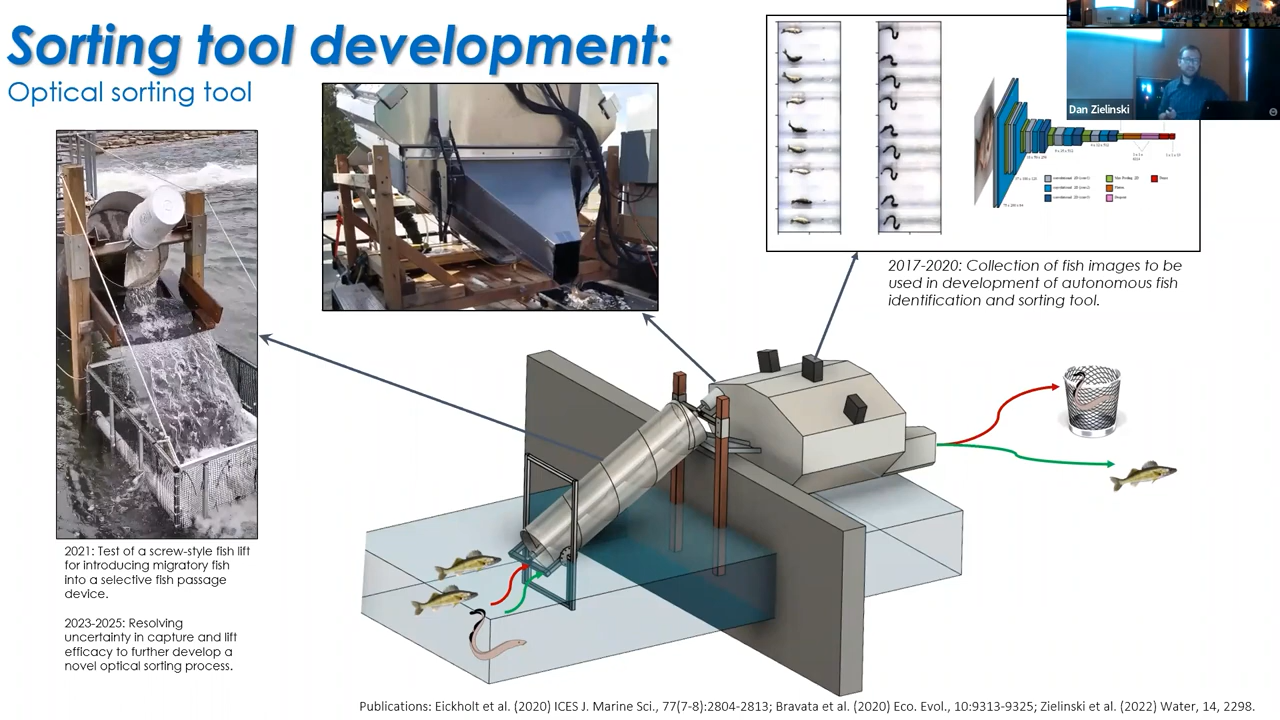 Sorting tool development:
Optical sorting tool
Dan Zielinski
2017-2020: Collection of fish images to be
used in development of autonomous fish
identification and sorting tool.
2021: Test of a screw-style fish lift
for introducing migratory fish
into a selective fish passage
device.
2023-2025: Resolving
uncertainty in capture and lift
efficacy to further develop a
novel optical sorting process.
Publications: Eickholt et al. (2020) ICES J. Marine Sci., 77(7-8):2804-2813; Bravata et al. (2020) Eco. Evol., 10:9313-9325; Zielinski et al. (2022) Water, 14, 2298.